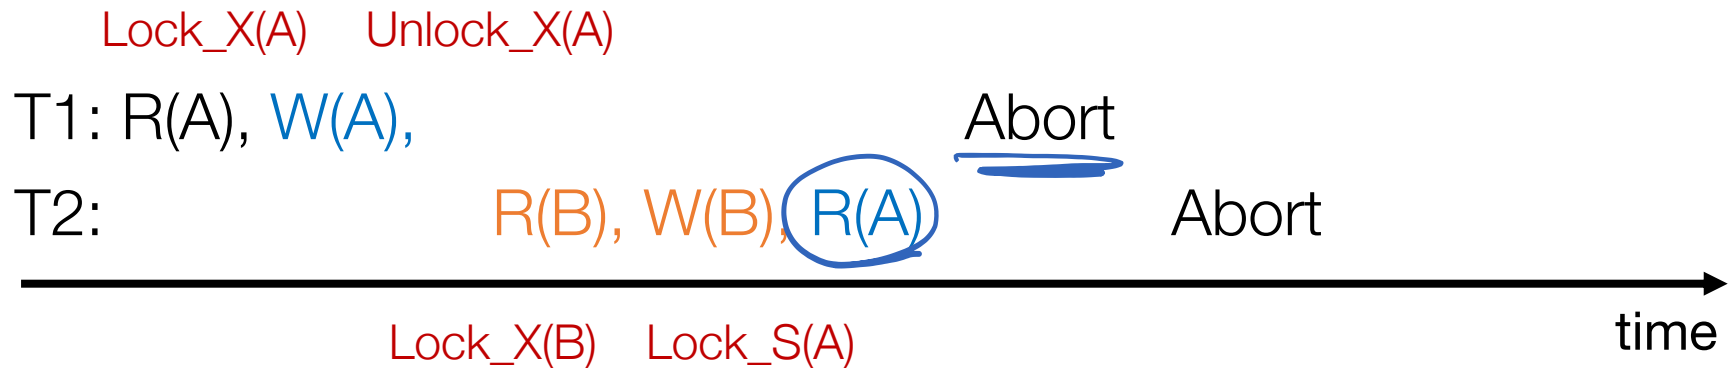 Lock_X(A) Unlock_X(A)
T1: R(A), W(A), Abort
T2: R(B), W(B), R(A) Abort
Lock_X(B) Lock_S(A)
time